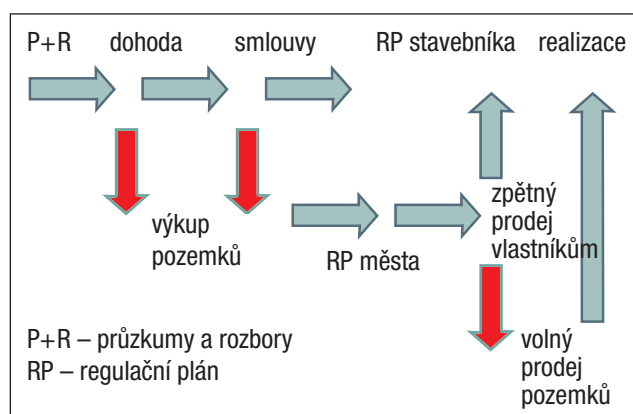 P+R dohoda smlouvy RP stavebníka realizace
výkup
pozemků
RP města
zpětný
prodej
vlastníkům
volný
prodej
pozemků
P+R – průzkumy a rozbory
RP – regulační plán